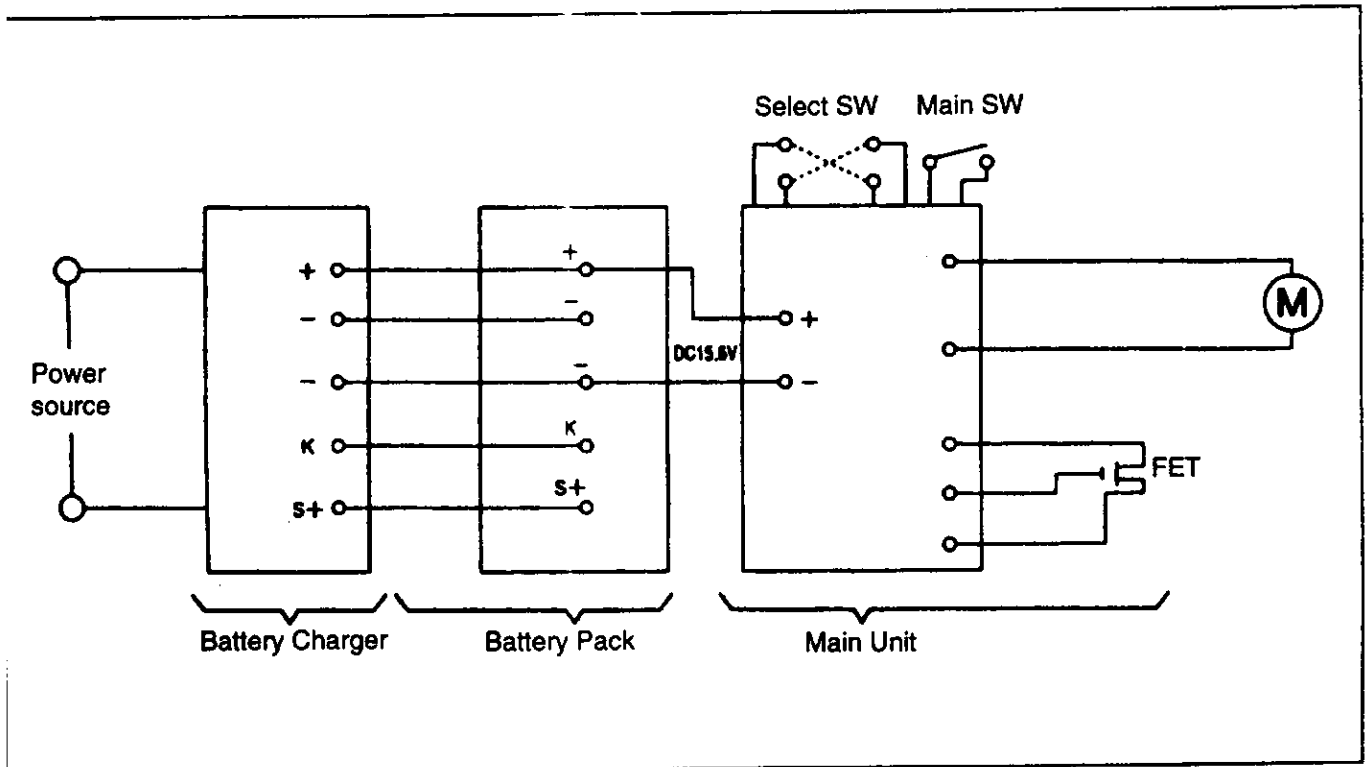 Select SW
Main SW
Power
source
+
−
−
K
S+
+
−
−
K
S+
DC15.6V
+
−
M
FET
Battery Charger
Battery Pack
Main Unit